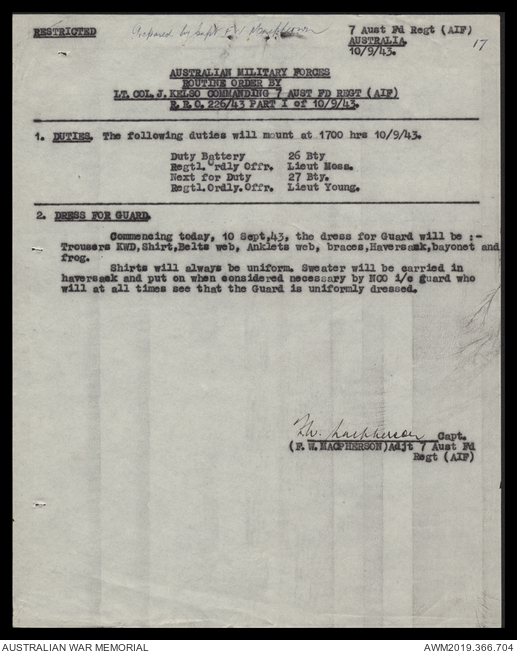 RESTRICTED
Prepared by Capt F W Macpherson
7 Aust Fd Regt (AIF)
AUSTRALIA.
10/9/43.
17
AUSTRALIAN MILITARY FORCES
ROUTINE ORDER BY
LT. COL. J. KELSO COMMANDING 7 AUST FD REGT (AIF)
R.R.O. 226/43 PART I of 10/9/43.
1. DUTIES. The following duties will mount at 1700 hrs 10/9/43.
Duty Battery 26 Bty
Regtl. Ordly Offr. Lieut Moss.
Next for Duty 27 Bty.
Regtl.Ordly.Offr. Lieut Young.
2. DRESS FOR GUARD.
Commencing today, 10 Sept,43, the dress for Guard will be :-
Trousers KWD,Shirt,Belts web, Anklets web, braces,Haversack,bayonet and
frog.
Shirts will always be uniform. Sweater will be carried in
haversack and put on when considered necessary by NCO i/c guard who
will at all times see that the Guard is uniformly dressed.
F.W. Macpherson Capt.
(F.W. MACPHERSON)Adjt 7 Aust Fd
Regt (AIF)
AUSTRALIAN WAR MEMORIAL
AWM2019.366.704